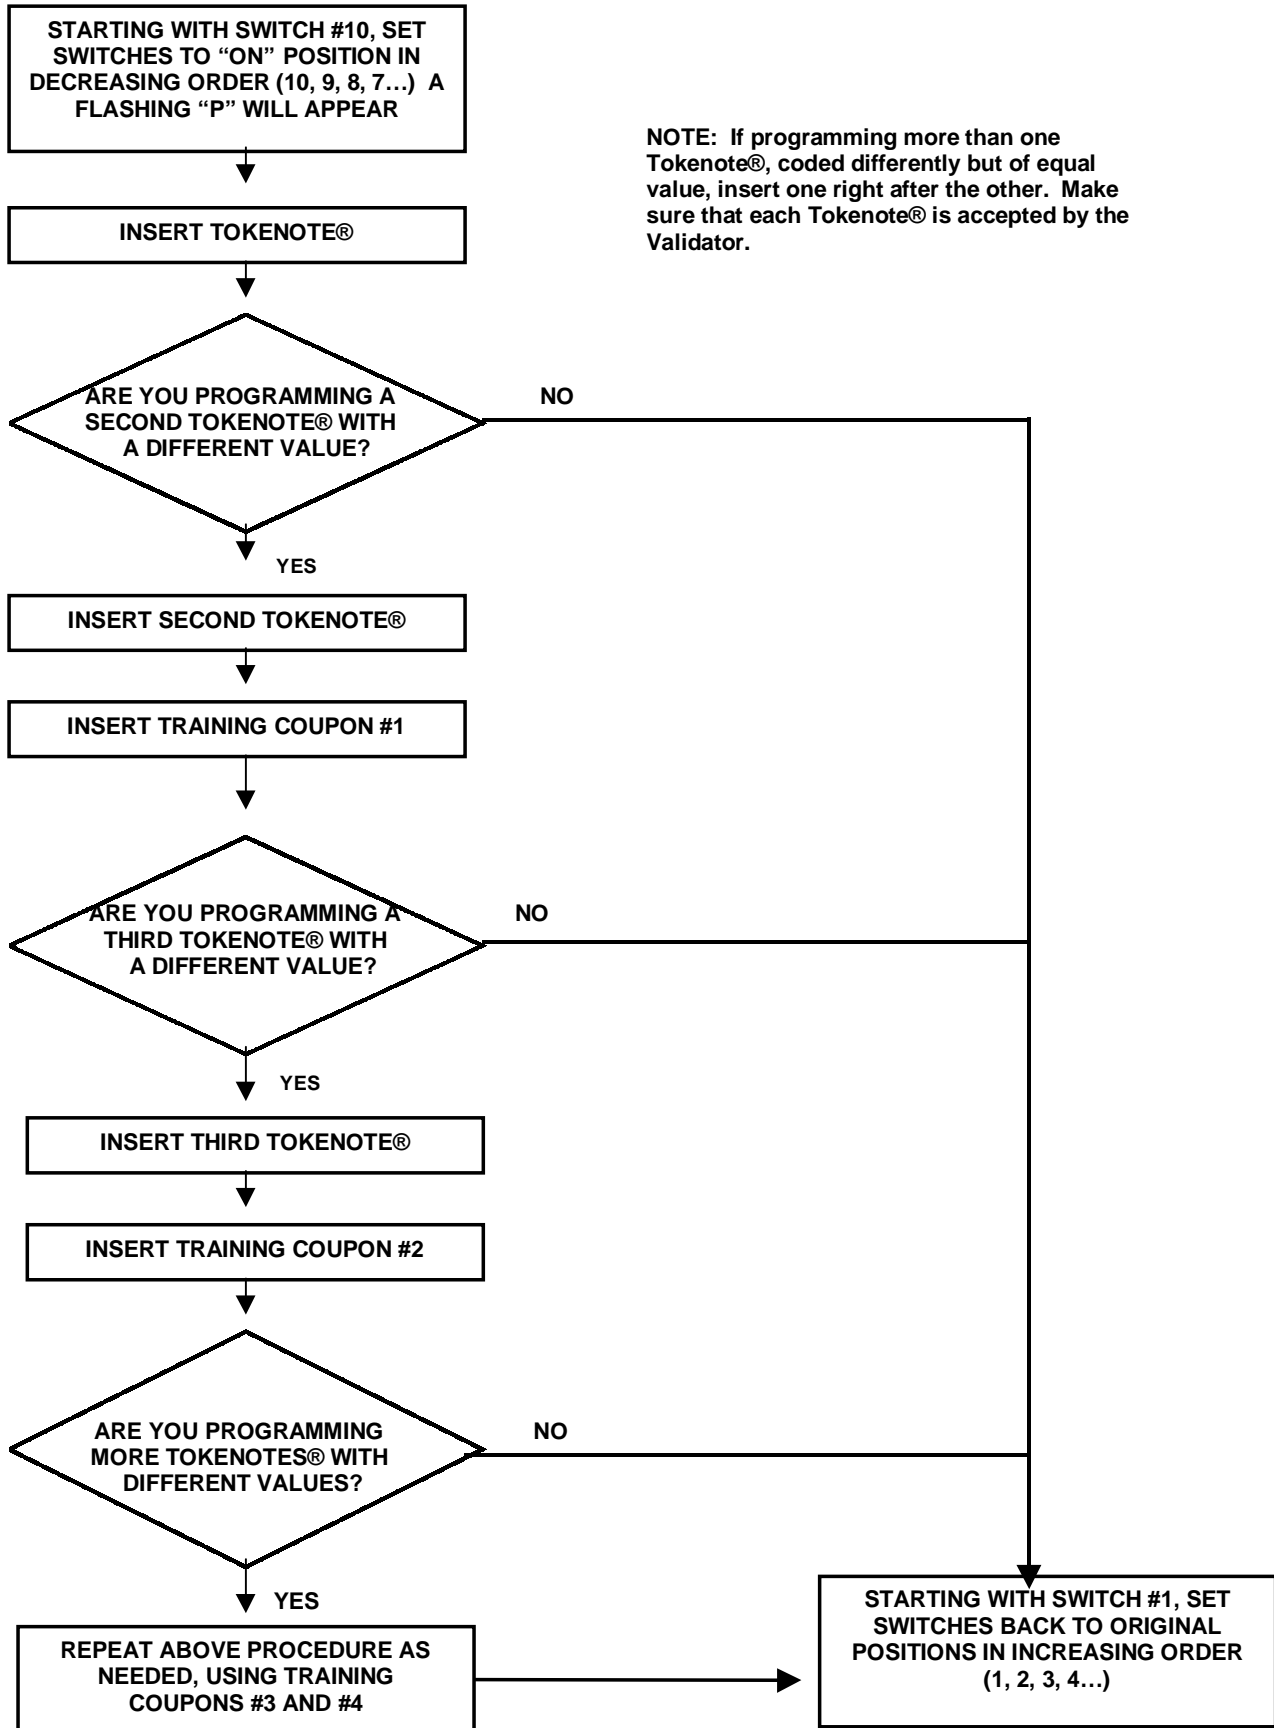 STARTING WITH SWITCH #10, SET
SWITCHES TO “ON” POSITION IN
DECREASING ORDER (10, 9, 8, 7…)  A
FLASHING “P” WILL APPEAR
NOTE:  If programming more than one
Tokenote®, coded differently but of equal
value, insert one right after the other.  Make
sure that each Tokenote® is accepted by the
Validator.
INSERT TOKENOTE®
ARE YOU PROGRAMMING A
SECOND TOKENOTE® WITH
A DIFFERENT VALUE?
NO
YES
INSERT SECOND TOKENOTE®
INSERT TRAINING COUPON #1
ARE YOU PROGRAMMING A
THIRD TOKENOTE® WITH
A DIFFERENT VALUE?
NO
YES
INSERT THIRD TOKENOTE®
INSERT TRAINING COUPON #2
ARE YOU PROGRAMMING
MORE TOKENOTES® WITH
DIFFERENT VALUES?
NO
YES
REPEAT ABOVE PROCEDURE AS
NEEDED, USING TRAINING
COUPONS #3 AND #4
STARTING WITH SWITCH #1, SET
SWITCHES BACK TO ORIGINAL
POSITIONS IN INCREASING ORDER
(1, 2, 3, 4…)